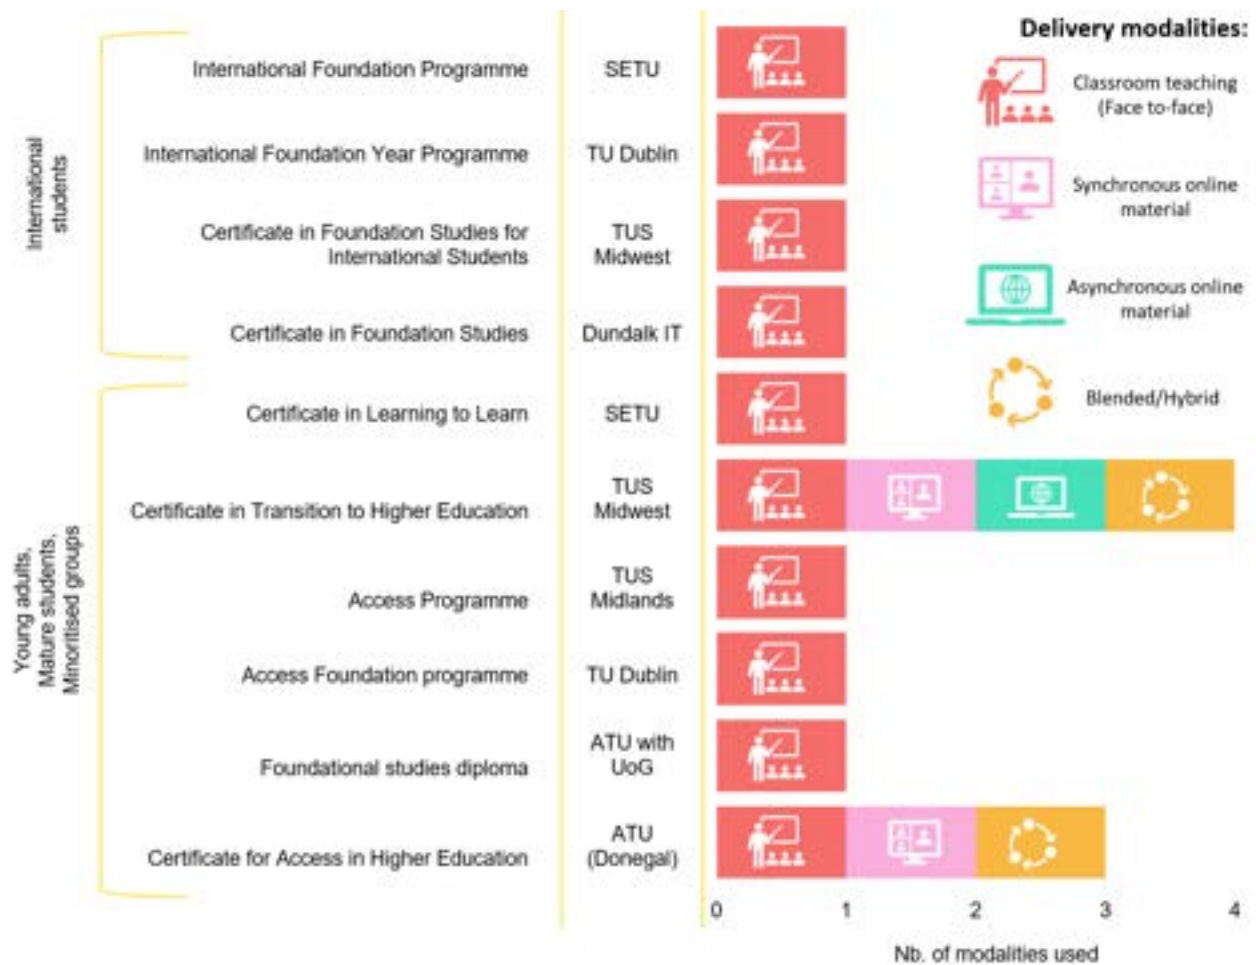 Delivery modalities:
Classroom teaching
(Face to-face)
Synchronous online
material
Asynchronous online
material
Blended/Hybrid
International
students
International Foundation Programme
SETU
International Foundation Year Programme
TU Dublin
Certificate in Foundation Studies for
International Students
TUS
Midwest
Certificate in Foundation Studies
Dundalk IT
Young adults,
Mature students,
Minoritised groups
Certificate in Learning to Learn
SETU
Certificate in Transition to Higher Education
TUS
Midwest
Access Programme
TUS
Midlands
Access Foundation programme
TU Dublin
Foundational studies diploma
ATU with
UoG
Certificate for Access in Higher Education
ATU
(Donegal)
0 1 2 3 4
Nb. of modalities used